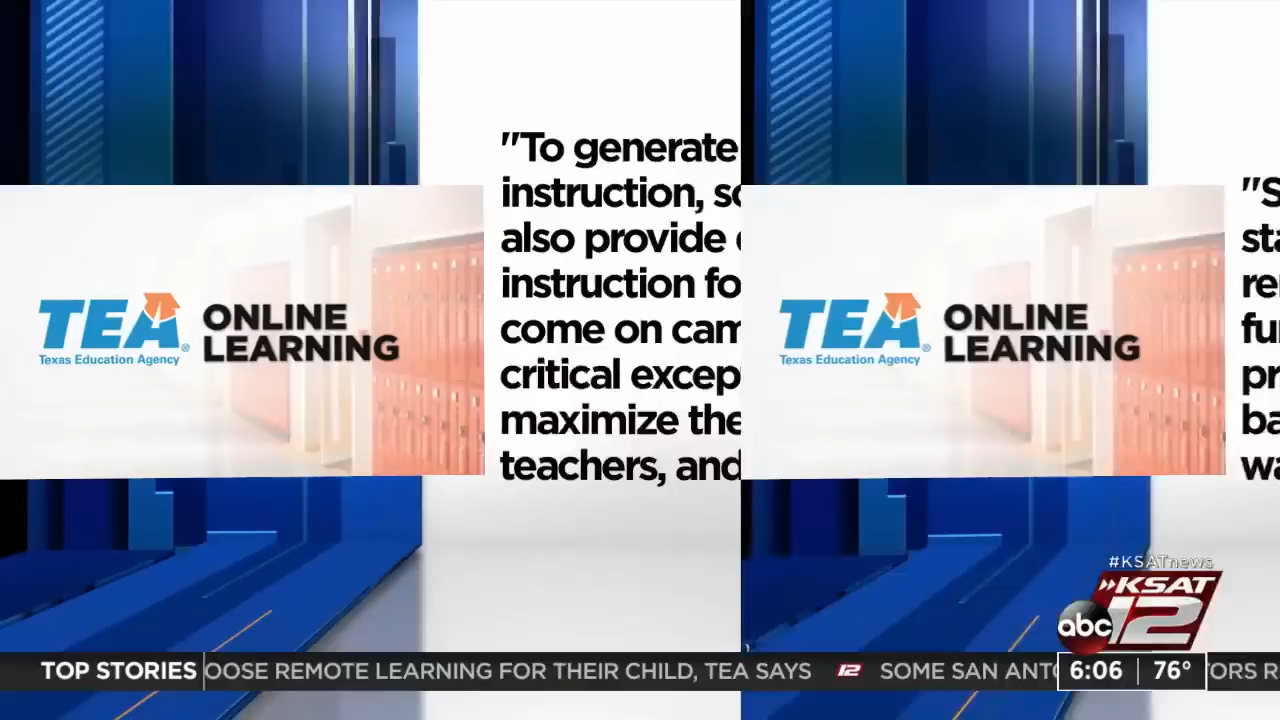 "To generate
instruction, so
also provide
instruction fo
come on cam
critical excep
maximize the
teachers, and
TEA
Texas Education Agency
ONLINE
LEARNING
TEA
Texas Education Agency
ONLINE
LEARNING
"S
sta
fu
pr
ba
wa
#KSATnews
KSAT
abc 12
TOP STORIES
OOSE REMOTE LEARNING FOR THEIR CHILD, TEA SAYS 12 SOME SAN ANTO
6:06 76°
TORS R